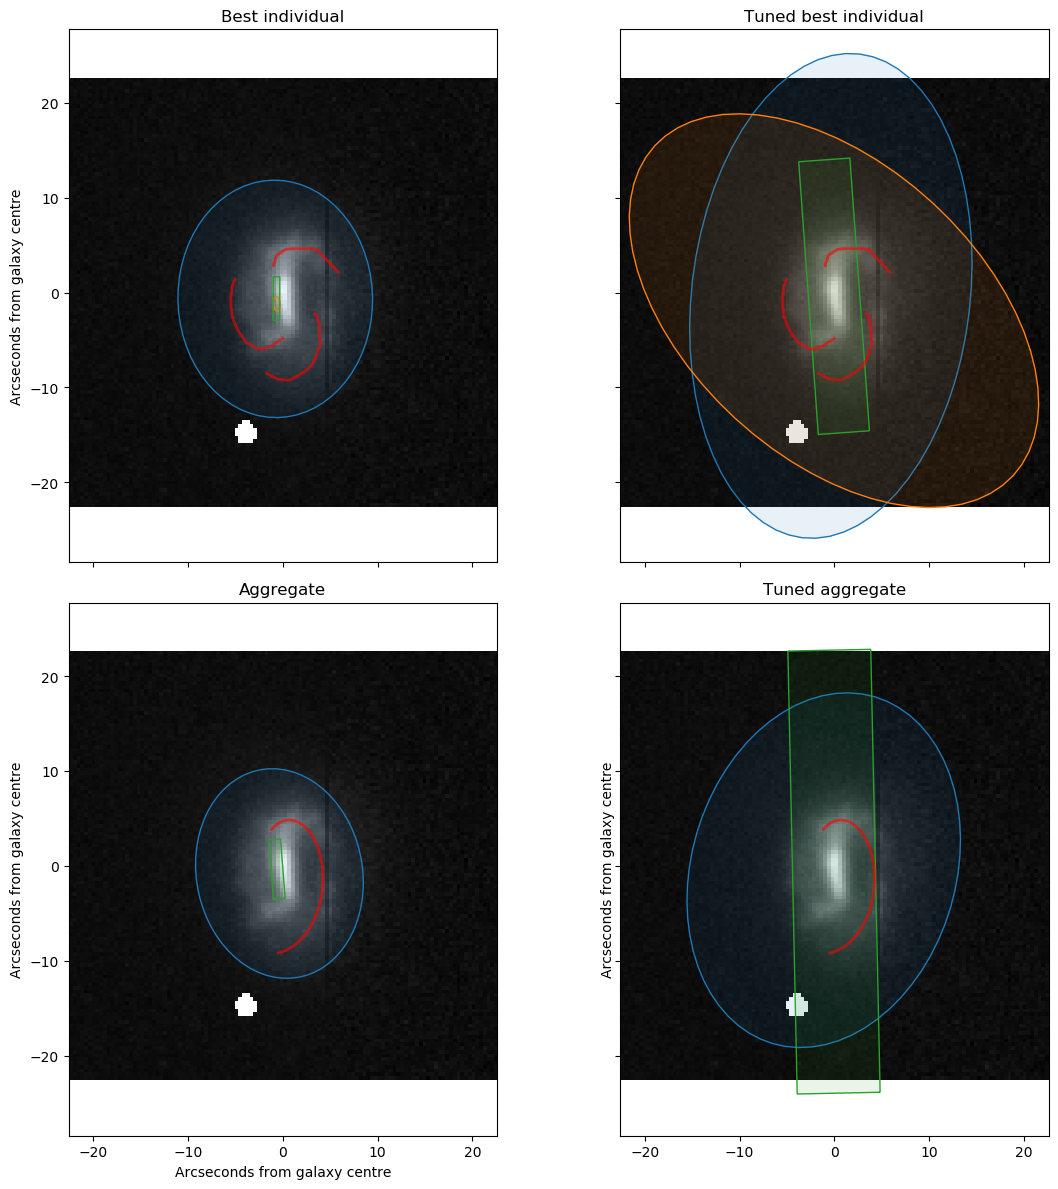 Best individual
Tuned best individual
20
10
0
−10
−20
Arcseconds from galaxy centre
Aggregate
Tuned aggregate
20
10
0
−10
−20
Arcseconds from galaxy centre
Arcseconds from galaxy centre
−20 −10 0 10 20
−20 −10 0 10 20
Arcseconds from galaxy centre